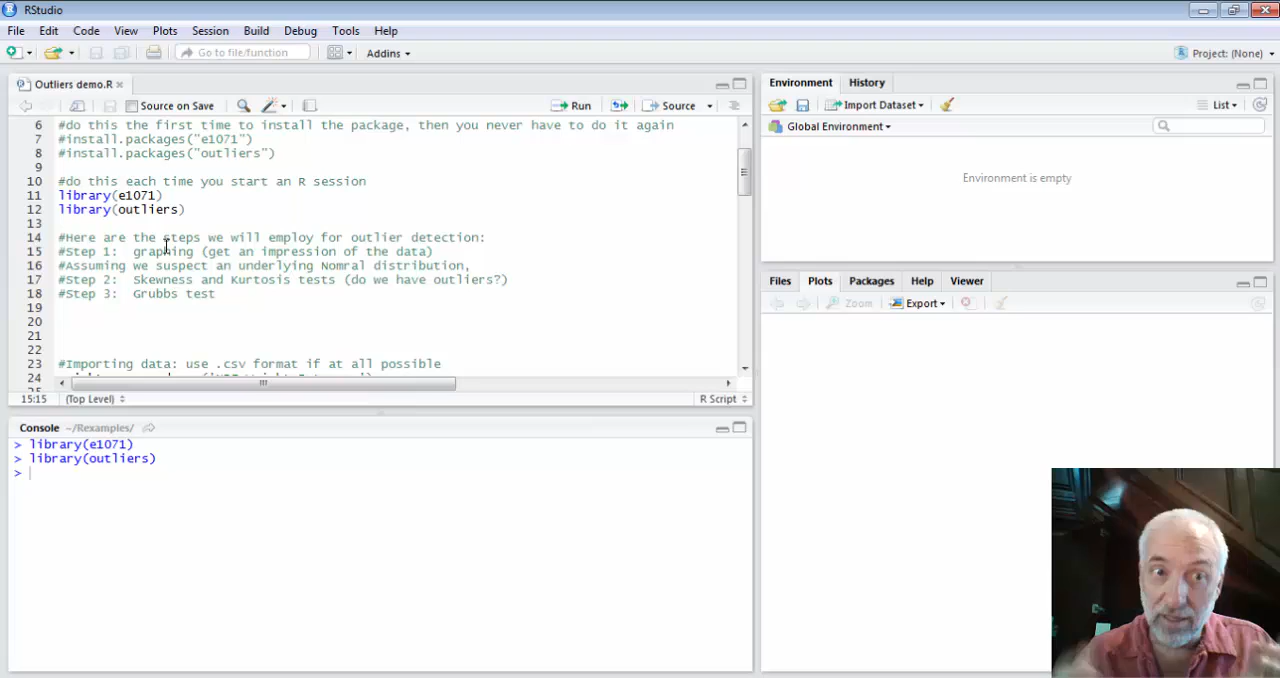 RStudio
File Edit Code View Plots Session Build Debug Tools Help
Go to file/function Addins Project: (None)
Outliers demo.R
Source on Save Run Source
6 #do this the first time to install the package, then you never have to do it again
7 #install.packages("e1071")
8 #install.packages("outliers")
9
10 #do this each time you start an R session
11 library(e1071)
12 library(outliers)
13
14 #Here are the steps we will employ for outlier detection:
15 #Step 1:  graphing (get an impression of the data)
16 #Assuming we suspect an underlying Nomral distribution,
17 #Step 2:  Skewness and Kurtosis tests (do we have outliers?)
18 #Step 3:  Grubbs test
19
20
21
22
23 #Importing data: use .csv format if at all possible
24
15:15 (Top Level) R Script
Console ~/Rexamples/
> library(e1071)
> library(outliers)
>
Environment History
Import Dataset List
Global Environment
Environment is empty
Files Plots Packages Help Viewer
Zoom Export